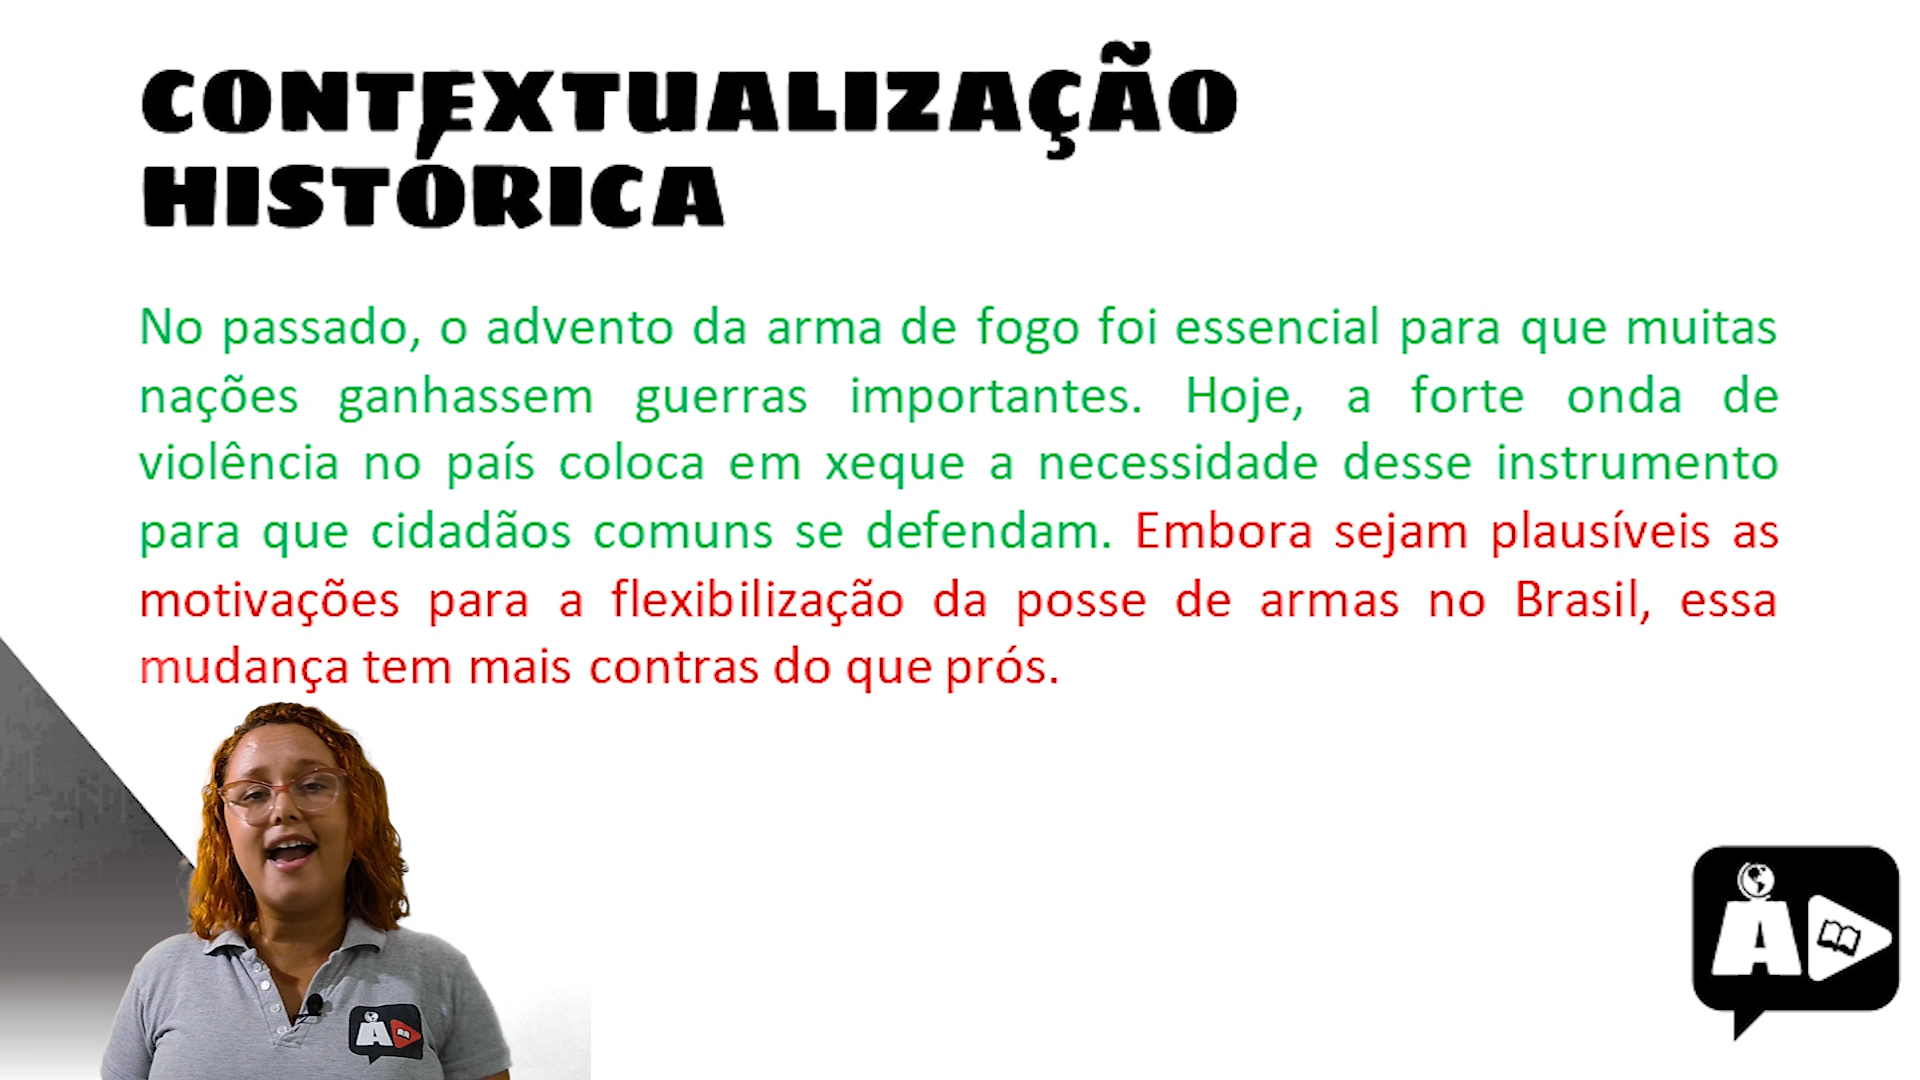 CONTEXTUALIZAÇÃO
HISTÓRICA
No passado, o advento da arma de fogo foi essencial para que muitas
nações ganhassem guerras importantes. Hoje, a forte onda de
violência no país coloca em xeque a necessidade desse instrumento
para que cidadãos comuns se defendam. Embora sejam plausíveis as
motivações para a flexibilização da posse de armas no Brasil, essa
mudança tem mais contras do que prós.
A
A